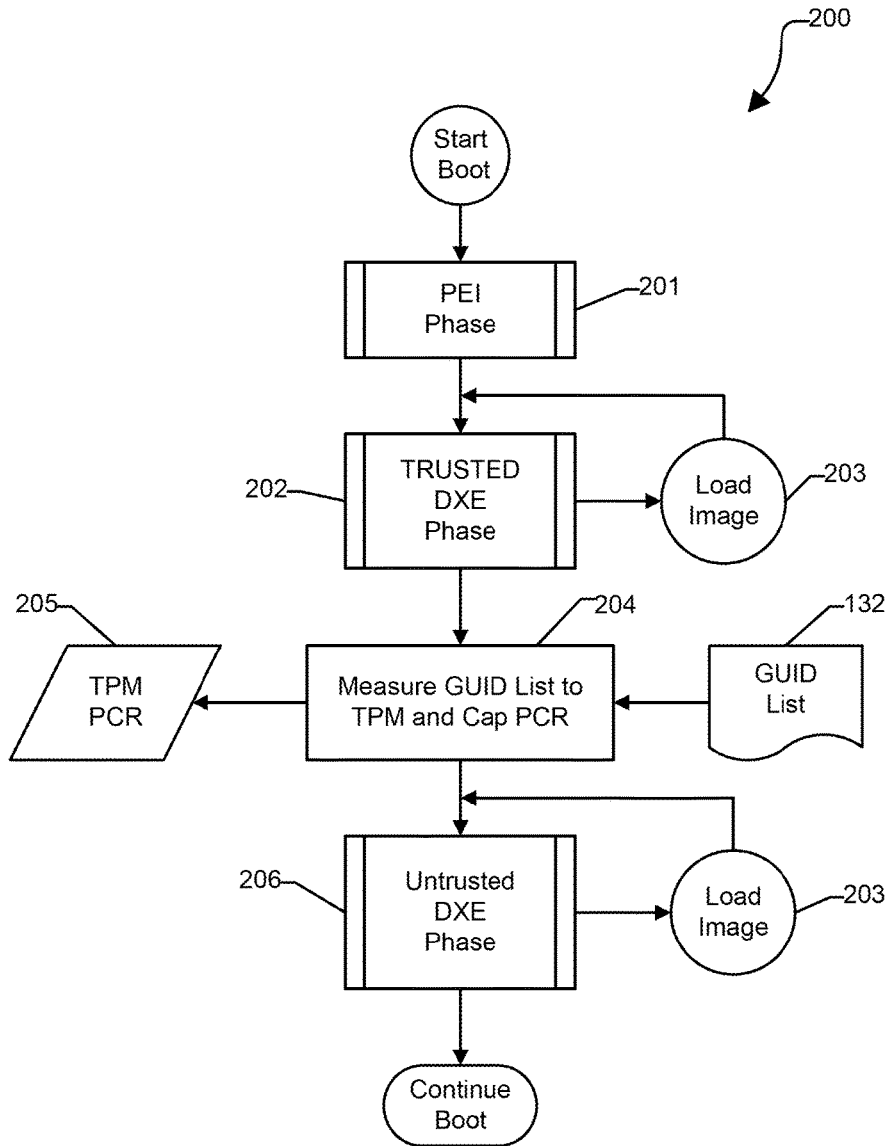 200
Start
Boot
PEI
Phase
201
TRUSTED
DXE
Phase
202
Load
Image
203
205
204
132
TPM
PCR
Measure GUID List to
TPM and Cap PCR
GUID
List
206
Untrusted
DXE
Phase
Load
Image
203
Continue
Boot